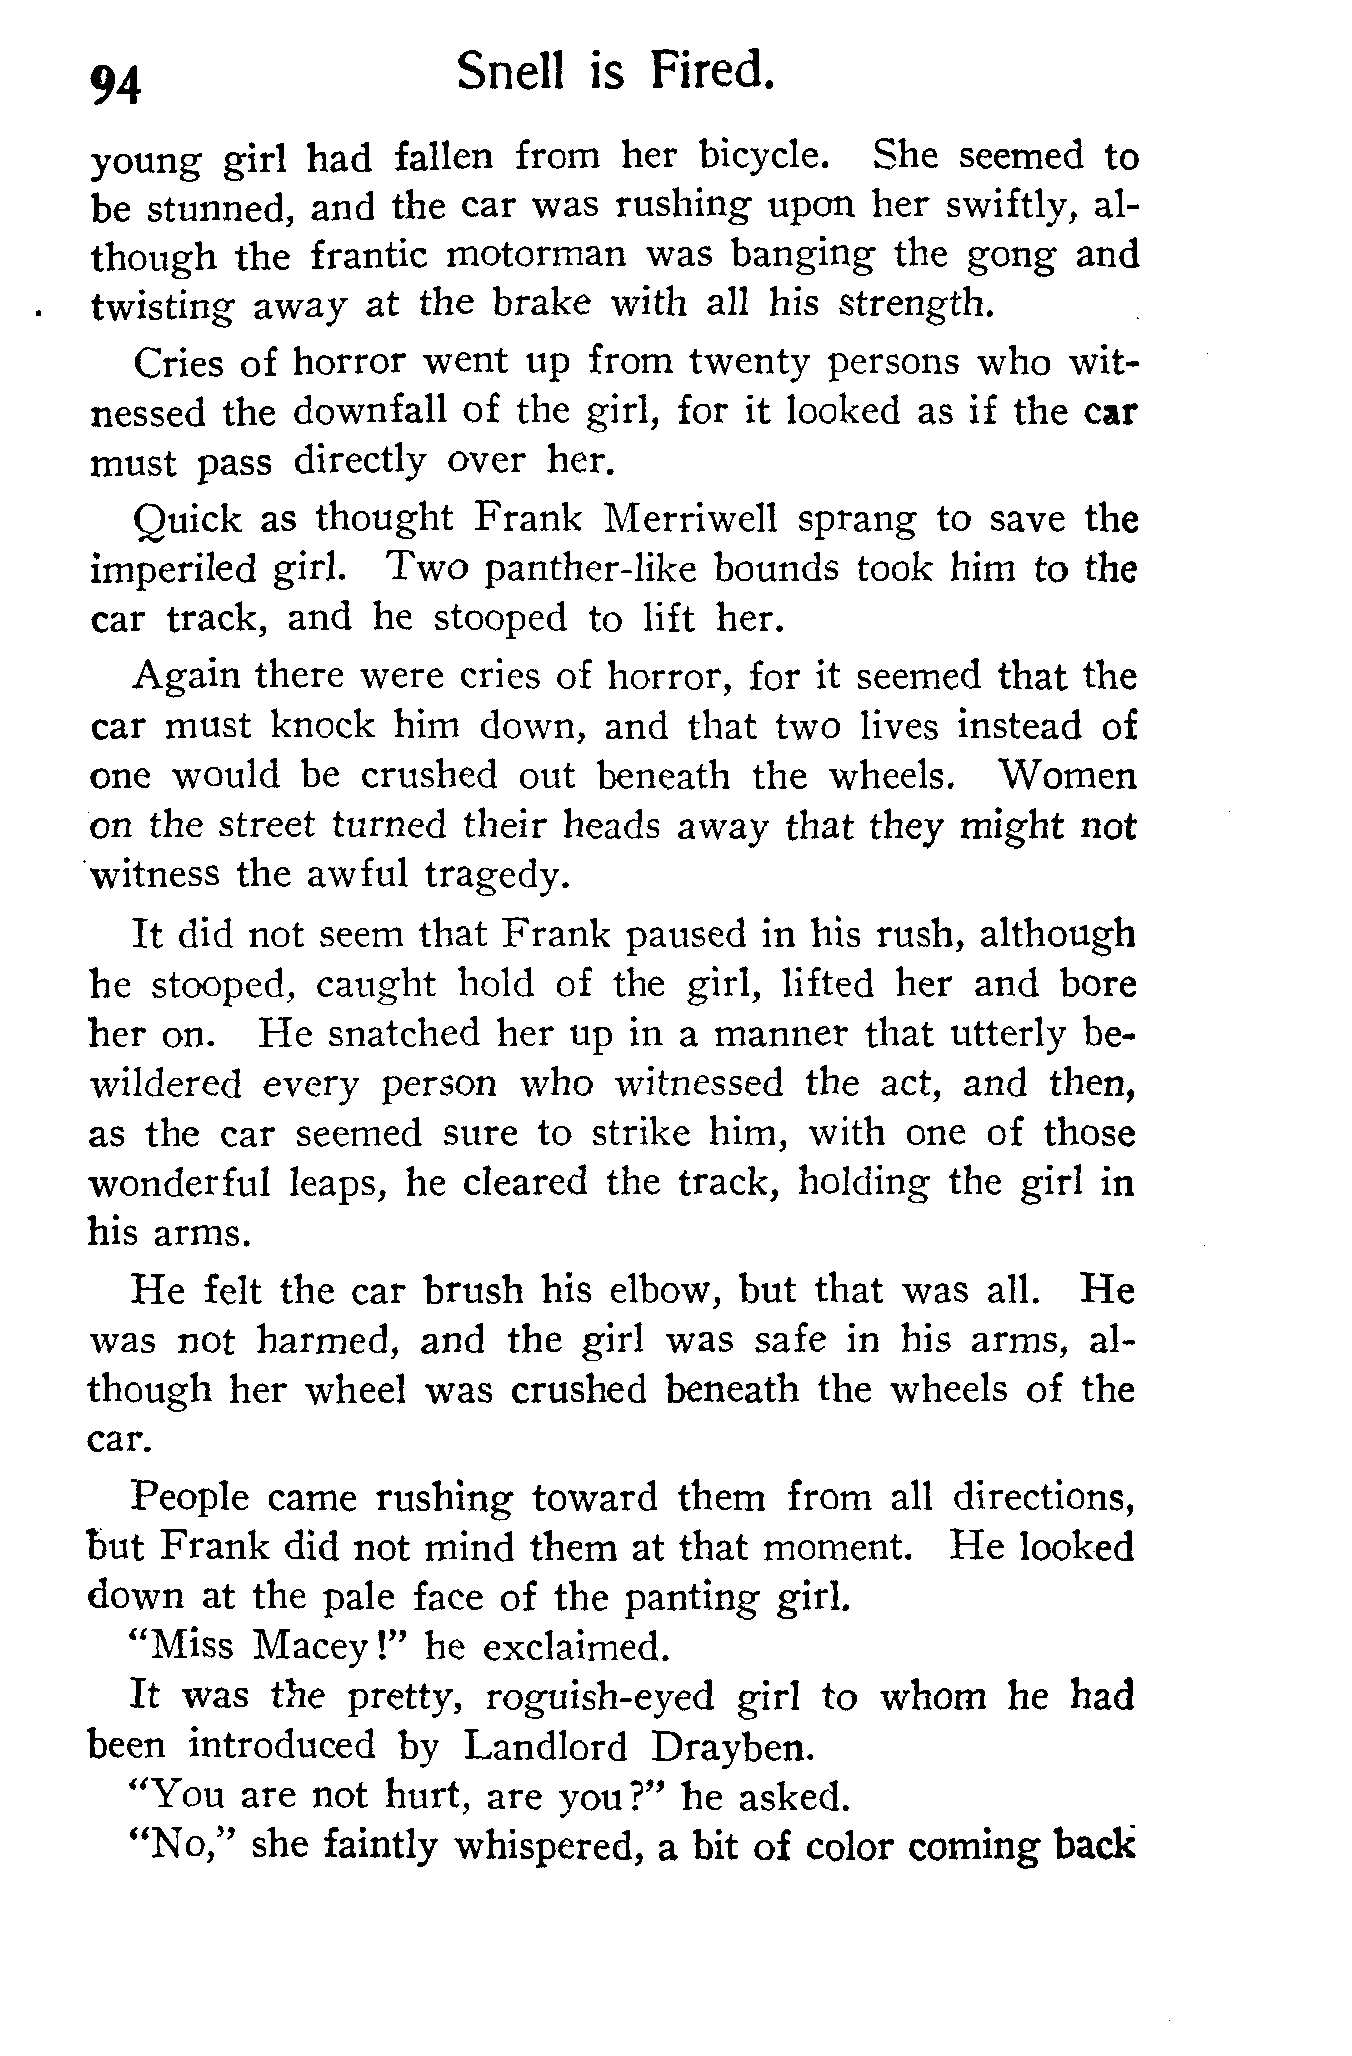 94 Snell is Fired.
young girl had fallen from her bicycle. She seemed to
be stunned, and the car was rushing upon her swiftly, al-
though the frantic motorman was banging the gong and
twisting away at the brake with all his strength.
Cries of horror went up from twenty persons who wit-
nessed the downfall of the girl, for it looked as if the car
must pass directly over her.
Quick as thought Frank Merriwell sprang to save the
imperiled girl. Two panther-like bounds took him to the
car track, and he stooped to lift her.
Again there were cries of horror, for it seemed that the
car must knock him down, and that two lives instead of
one would be crushed out beneath the wheels. Women
on the street turned their heads away that they might not
witness the awful tragedy.
It did not seem that Frank paused in his rush, although
he stooped, caught hold of the girl, lifted her and bore
her on. He snatched her up in a manner that utterly be-
wildered every person who witnessed the act, and then,
as the car seemed sure to strike him, with one of those
wonderful leaps, he cleared the track, holding the girl in
his arms.
He felt the car brush his elbow, but that was all. He
was not harmed, and the girl was safe in his arms, al-
though her wheel was crushed beneath the wheels of the
car.
People came rushing toward them from all directions,
but Frank did not mind them at that moment. He looked
down at the pale face of the panting girl.
“Miss Macey!” he exclaimed.
It was the pretty, roguish-eyed girl to whom he had
been introduced by Landlord Drayben.
“You are not hurt, are you?” he asked.
“No,” she faintly whispered, a bit of color coming back